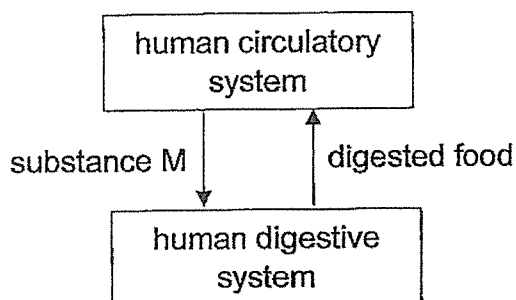 human circulatory
system
substance M
digested food
human digestive
system